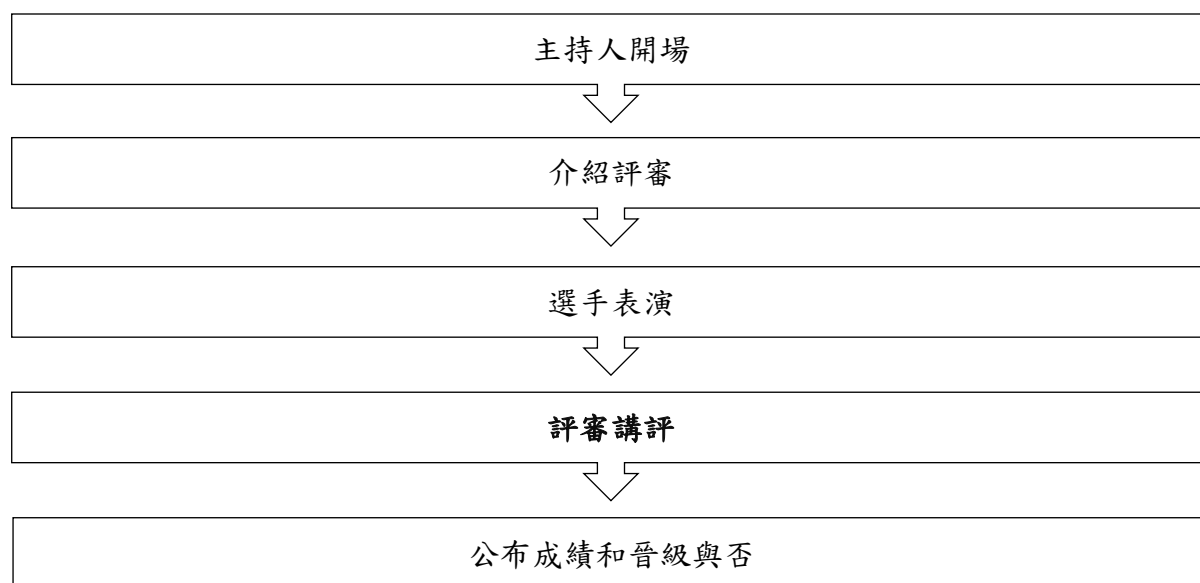 主持人開場
介紹評審
選手表演
評審講評
公布成績和晉級與否